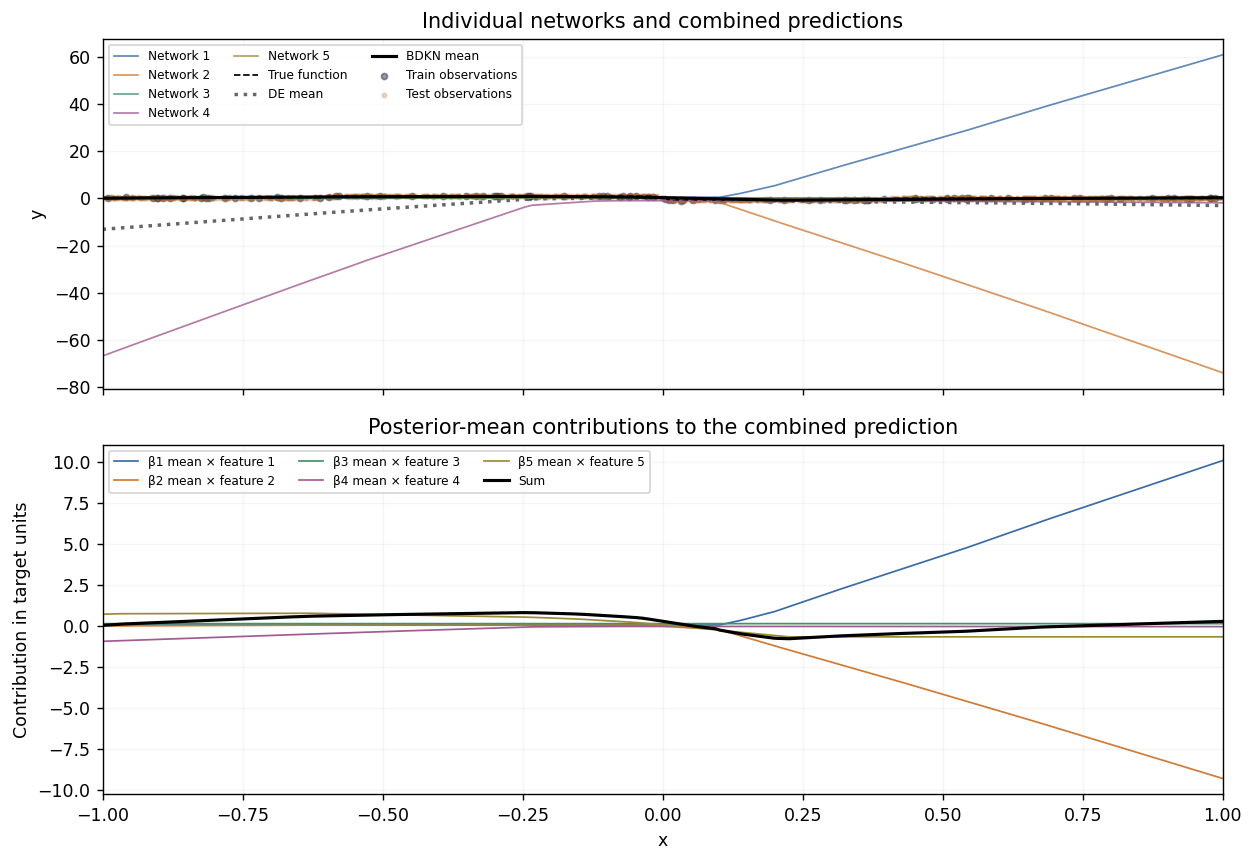 Individual networks and combined predictions
Network 1
Network 2
Network 3
Network 4
Network 5
True function
DE mean
BDKN mean
Train observations
Test observations
60
40
20
0
−20
−40
−60
−80
y
Posterior-mean contributions to the combined prediction
β1 mean × feature 1
β2 mean × feature 2
β3 mean × feature 3
β4 mean × feature 4
β5 mean × feature 5
Sum
10.0
7.5
5.0
2.5
0.0
−2.5
−5.0
−7.5
−10.0
Contribution in target units
−1.00 −0.75 −0.50 −0.25 0.00 0.25 0.50 0.75 1.00
x